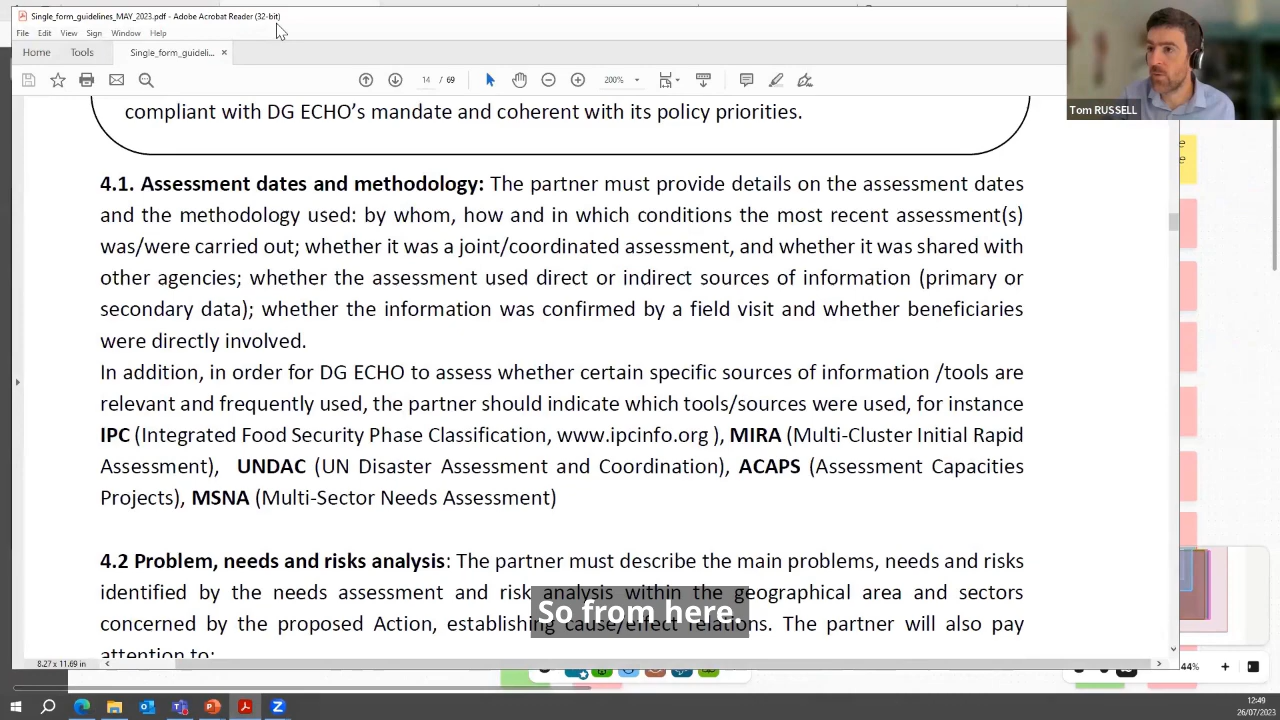 Single_form_guidelines_MAY_2023.pdf - Adobe Acrobat Reader (32-bit)
File Edit View Sign Window Help
Home Tools Single_form_guideli... ×
14 / 69 200%
Tom RUSSELL
compliant with DG ECHO’s mandate and coherent with its policy priorities.
4.1. Assessment dates and methodology: The partner must provide details on the assessment dates
and the methodology used: by whom, how and in which conditions the most recent assessment(s)
was/were carried out; whether it was a joint/coordinated assessment, and whether it was shared with
other agencies; whether the assessment used direct or indirect sources of information (primary or
secondary data); whether the information was confirmed by a field visit and whether beneficiaries
were directly involved.
In addition, in order for DG ECHO to assess whether certain specific sources of information /tools are
relevant and frequently used, the partner should indicate which tools/sources were used, for instance
IPC (Integrated Food Security Phase Classification, www.ipcinfo.org ), MIRA (Multi-Cluster Initial Rapid
Assessment), UNDAC (UN Disaster Assessment and Coordination), ACAPS (Assessment Capacities
Projects), MSNA (Multi-Sector Needs Assessment)
4.2 Problem, needs and risks analysis: The partner must describe the main problems, needs and risks
identified by the needs assessment and risk analysis within the geographical area and sectors
concerned by the proposed Action, establishing cause/effect relations. The partner will also pay
attention to:
So from here.
8.27 x 11.69 in
44%
12:49
26/07/2023